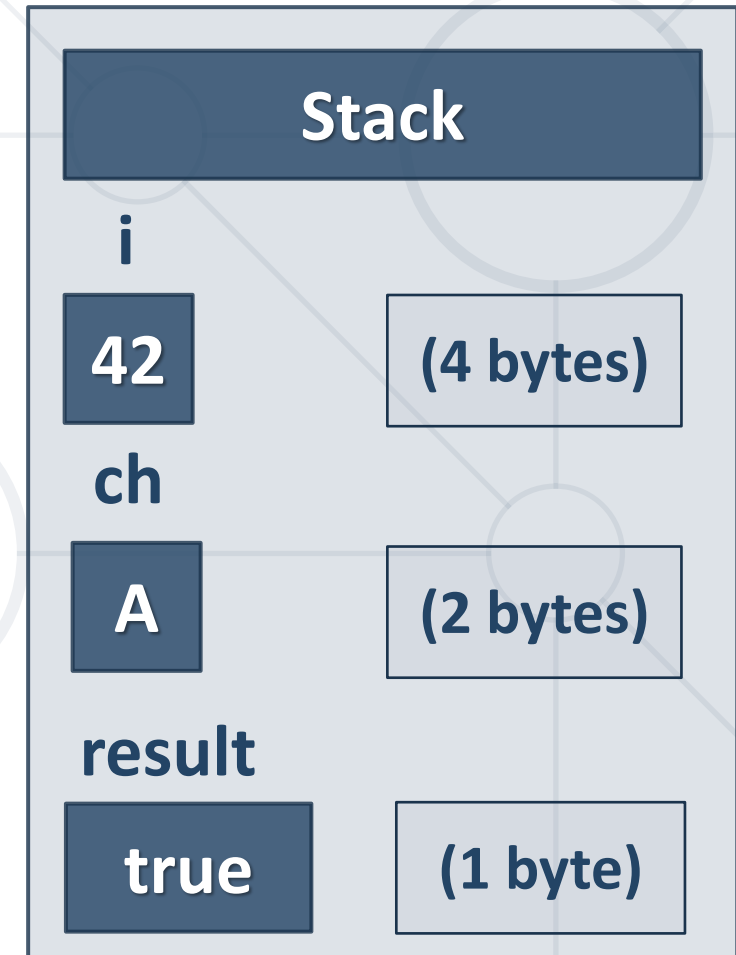 Stack
i
42 (4 bytes)
ch
A (2 bytes)
result
true (1 byte)